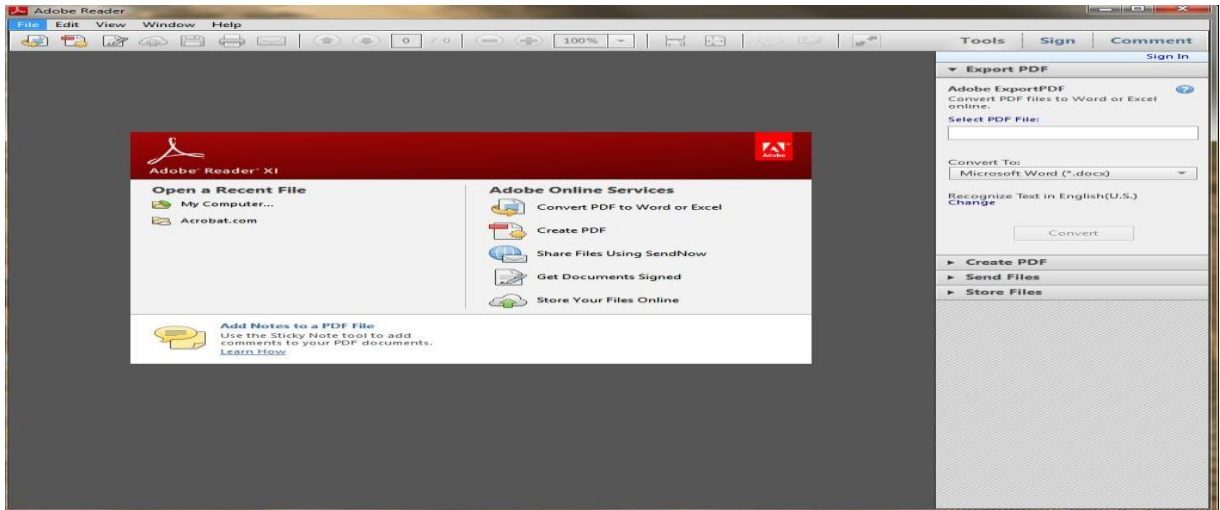 Adobe Reader
File Edit View Window Help
0 / 0 100% Tools Sign Comment
Sign In
Export PDF
Adobe ExportPDF
Convert PDF files to Word or Excel
online.
Select PDF File:
Convert To:
Microsoft Word (*.docx)
Recognize Text in English(U.S.)
Change
Convert
Create PDF
Send Files
Store Files
Adobe® Reader® XI
Adobe
Open a Recent File
My Computer...
Acrobat.com
Adobe Online Services
Convert PDF to Word or Excel
Create PDF
Share Files Using SendNow
Get Documents Signed
Store Your Files Online
Add Notes to a PDF File
Use the Sticky Note tool to add
comments to your PDF documents.
Learn How